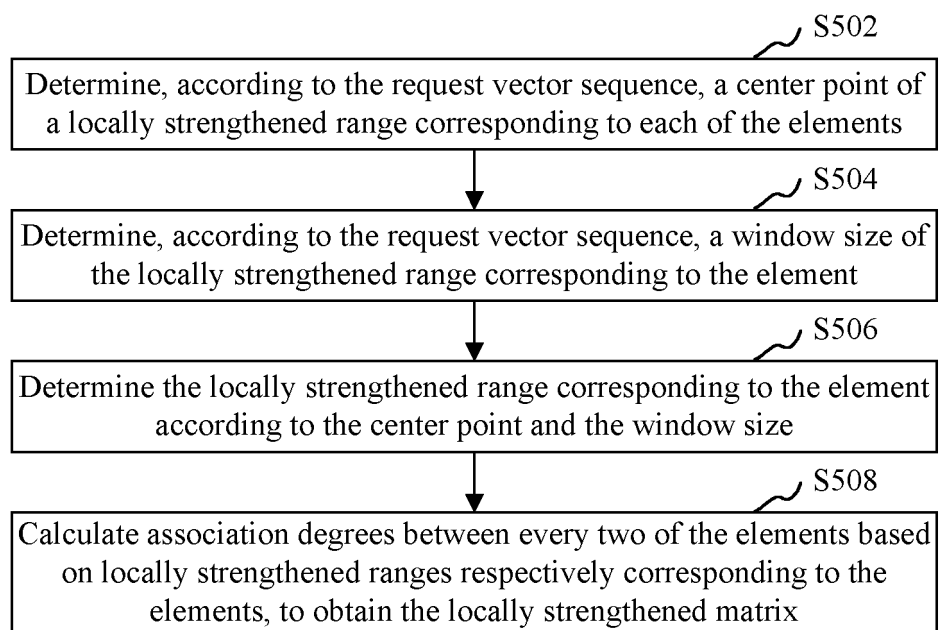 S502
Determine, according to the request vector sequence, a center point of
a locally strengthened range corresponding to each of the elements
S504
Determine, according to the request vector sequence, a window size of
the locally strengthened range corresponding to the element
S506
Determine the locally strengthened range corresponding to the element
according to the center point and the window size
S508
Calculate association degrees between every two of the elements based
on locally strengthened ranges respectively corresponding to the
elements, to obtain the locally strengthened matrix